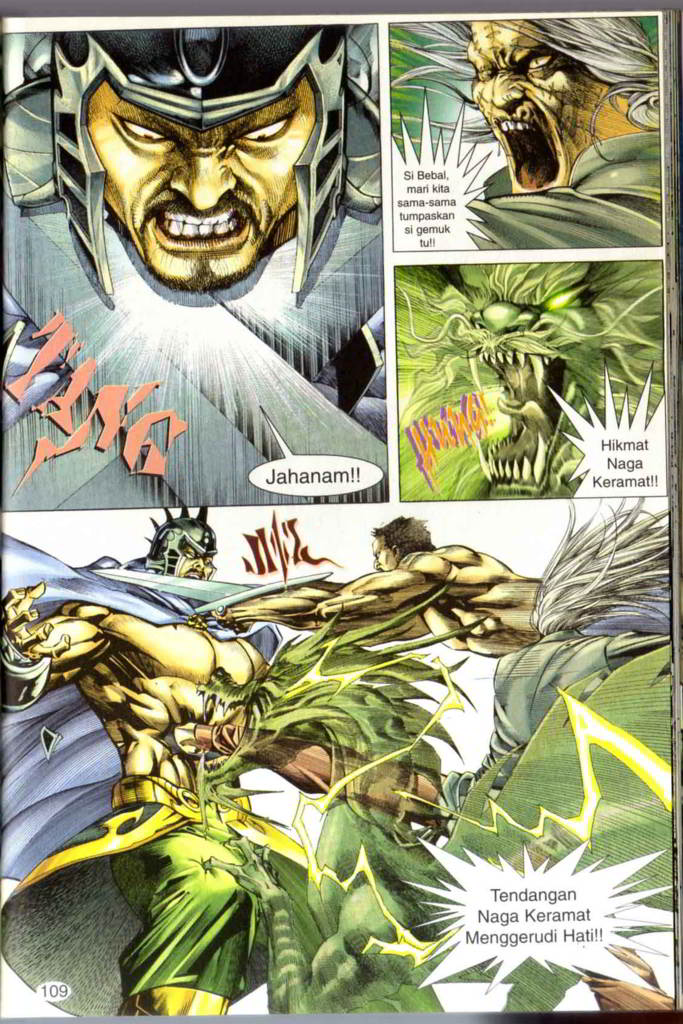 TANG
Jahanam!!
Si Bebal,
mari kita
sama-sama
tumpaskan
si gemuk
tu!!
Hikmat
Naga
Keramat!!
Tendangan
Naga Keramat
Menggerudi Hati!!
109